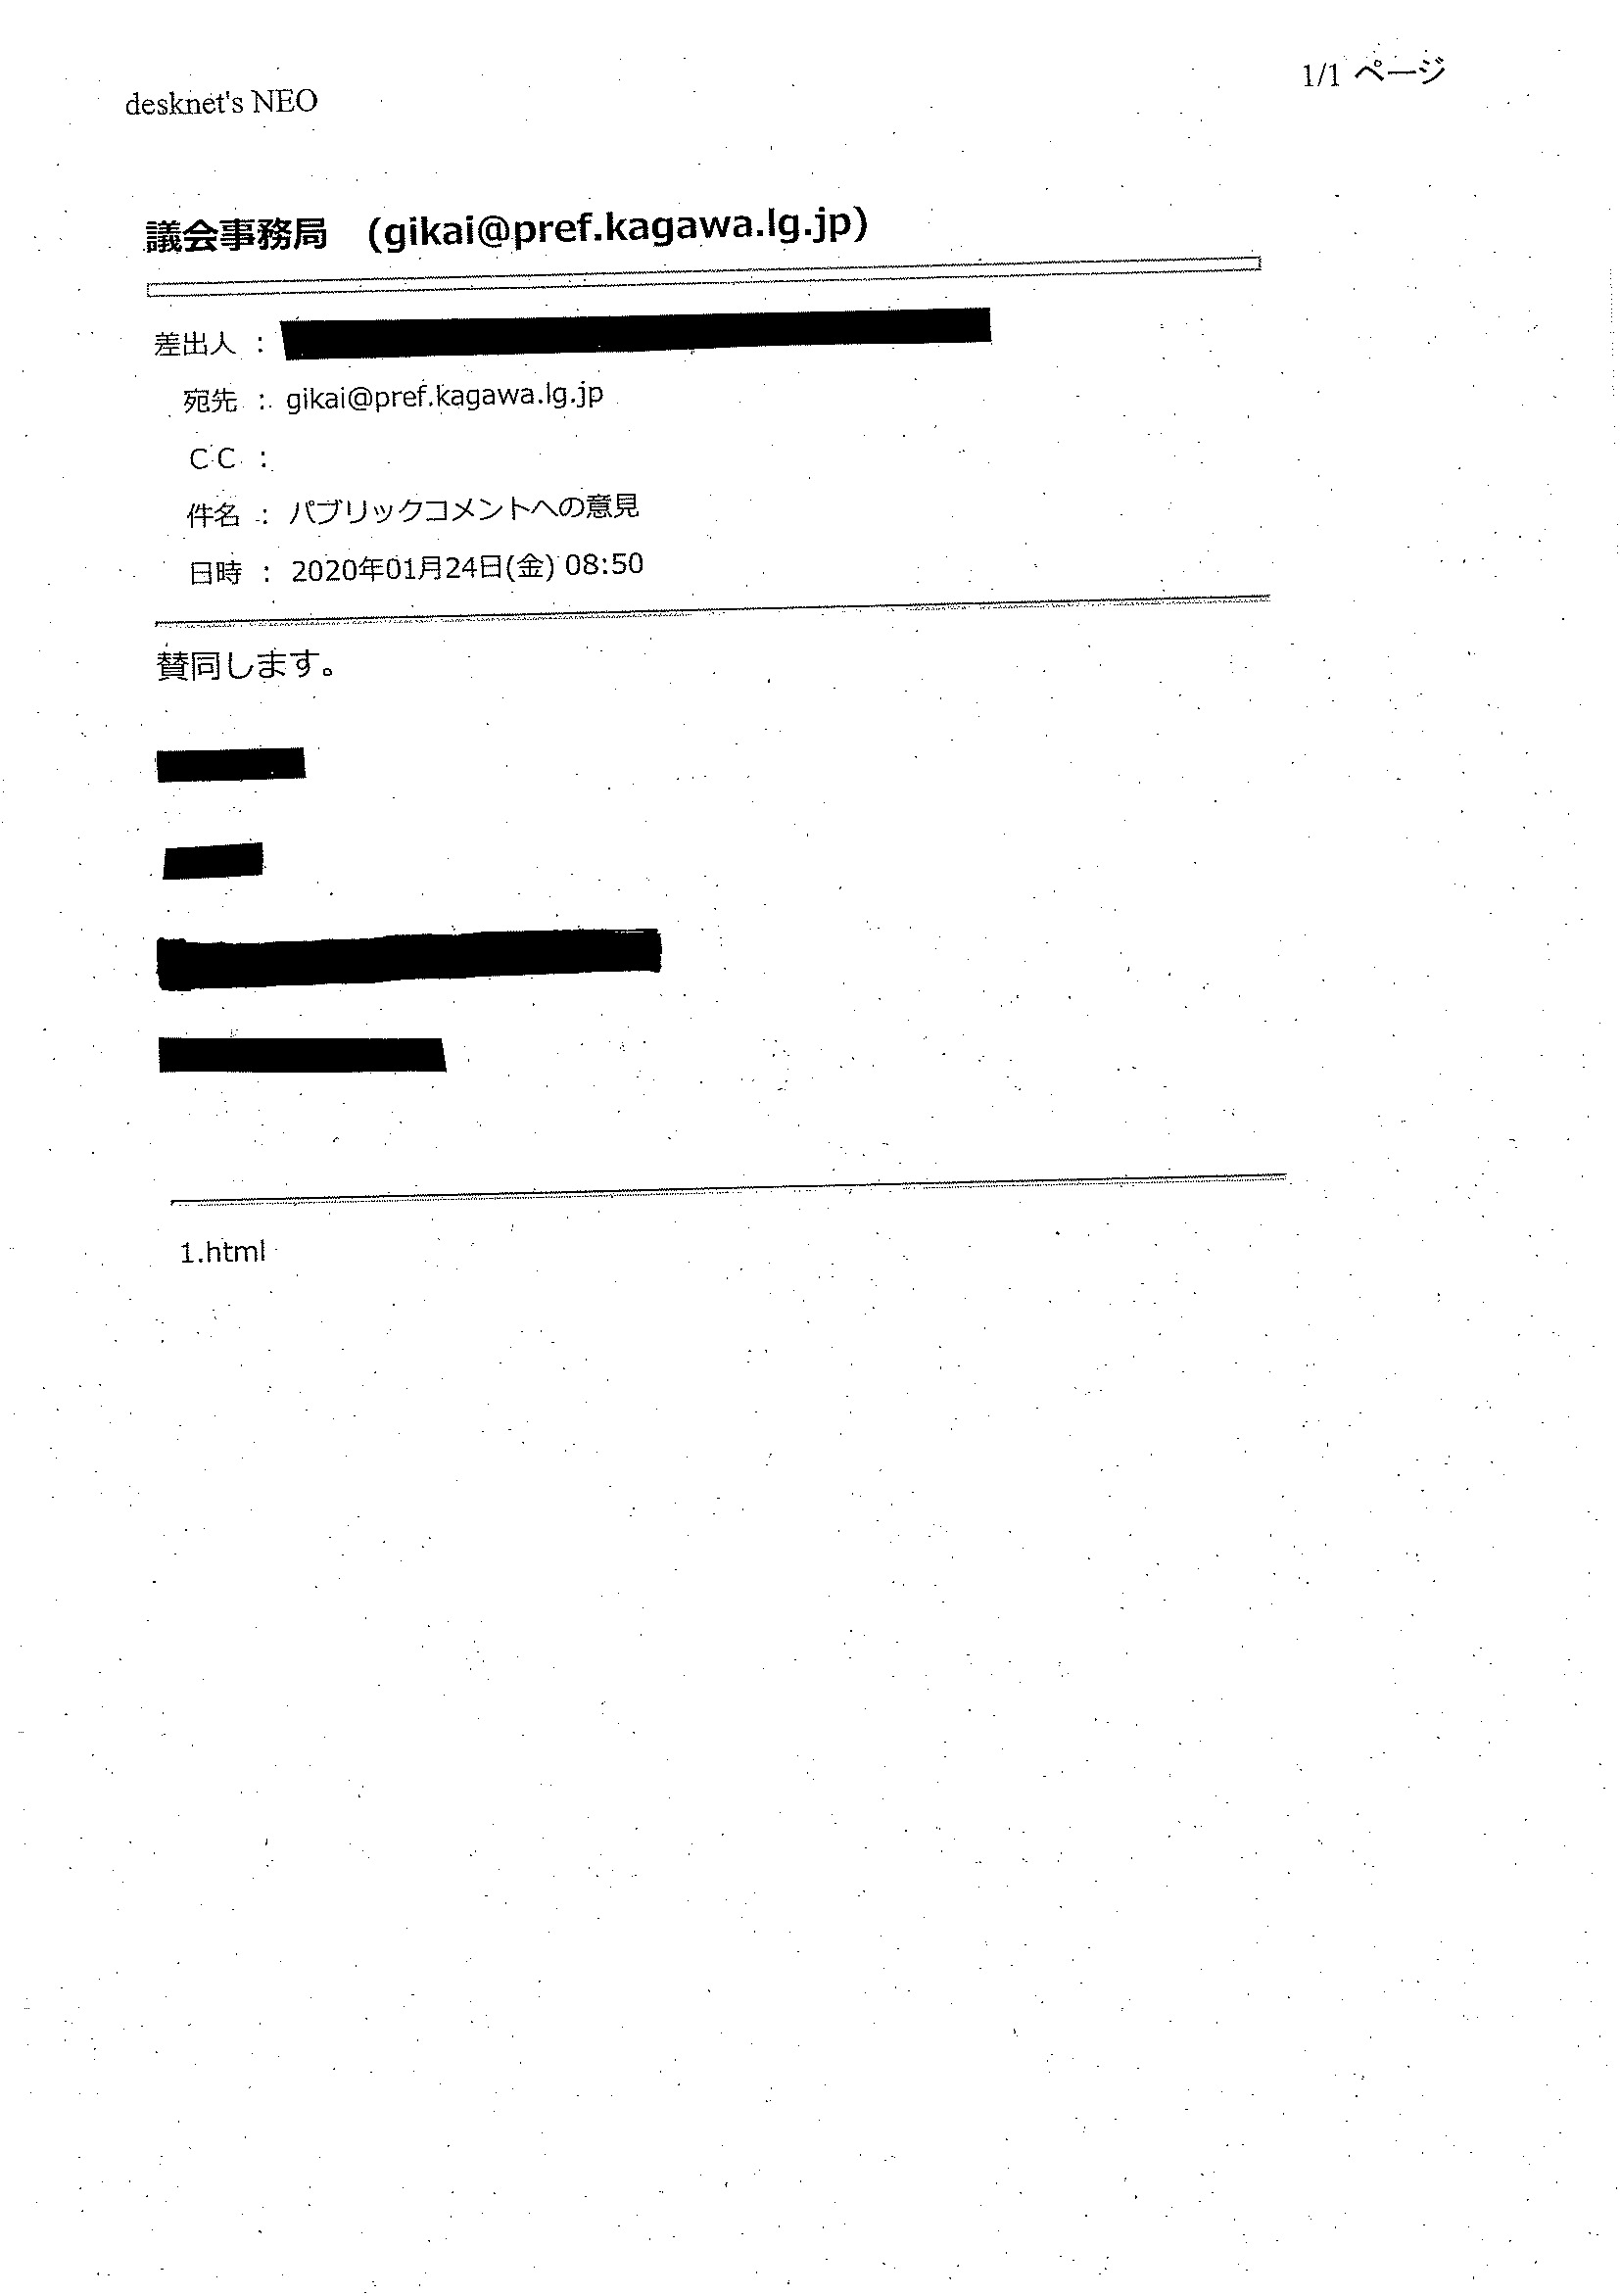 desknet's NEO
1/1 ページ
議会事務局 (gikai@pref.kagawa.lg.jp)
差出人 :
宛先 : gikai@pref.kagawa.lg.jp
CC :
件名 : パブリックコメントへの意見
日時 : 2020年01月24日(金) 08:50
賛同します。
1.html